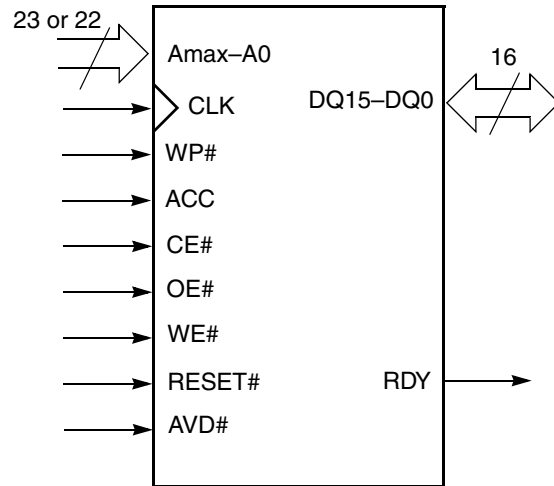 23 or 22
Amax–A0
16
CLK
DQ15–DQ0
WP#
ACC
CE#
OE#
WE#
RESET#
RDY
AVD#